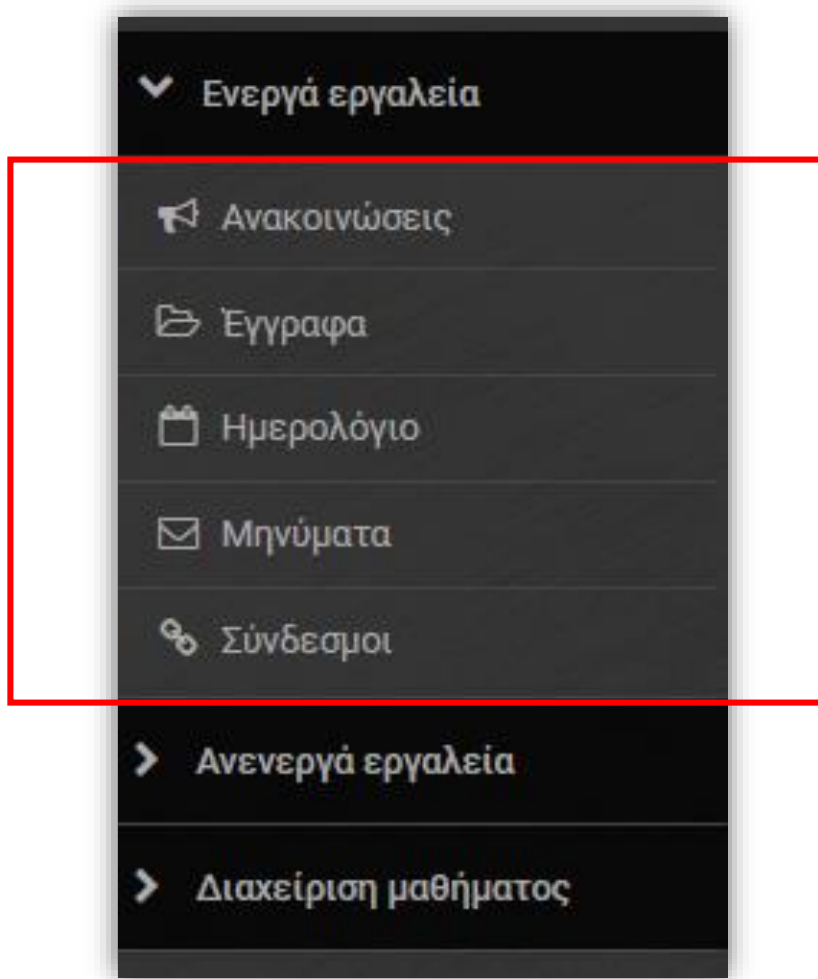 Ενεργά εργαλεία
Ανακοινώσεις
Έγγραφα
Ημερολόγιο
Μηνύματα
Σύνδεσμοι
Ανενεργά εργαλεία
Διαχείριση μαθήματος